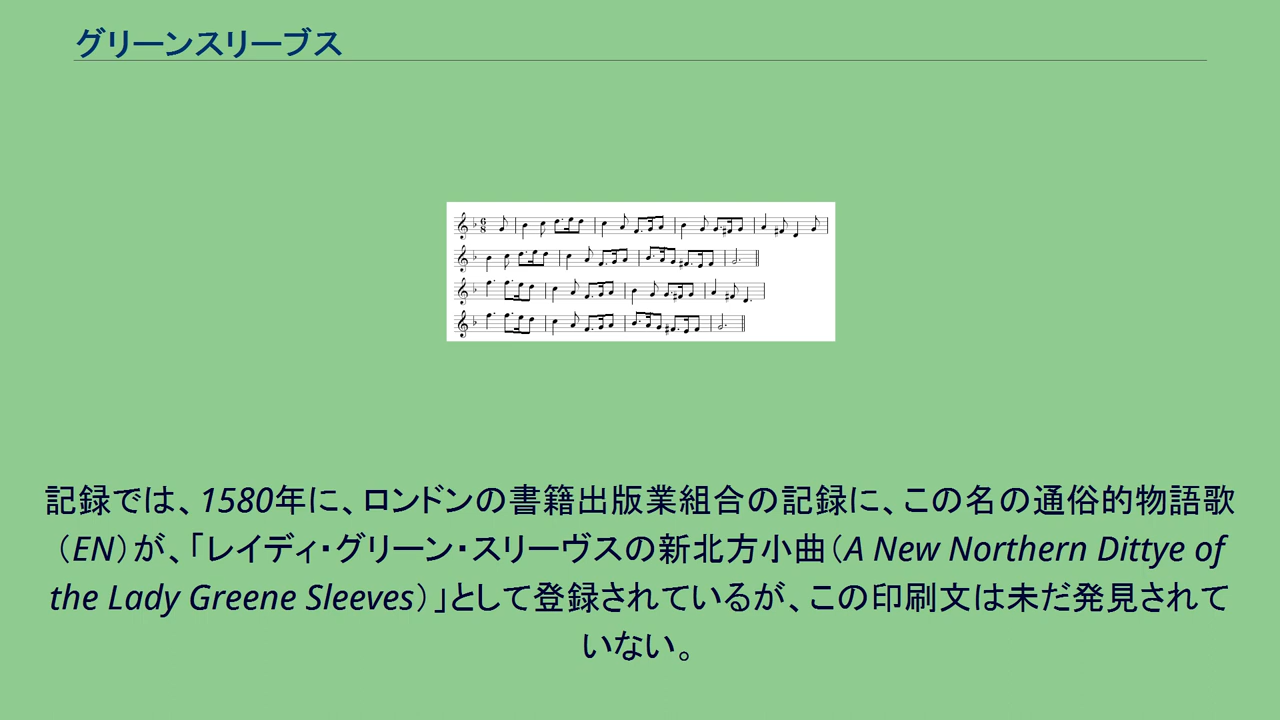 グリーンスリーブス
記録では、1580年に、ロンドンの書籍出版業組合の記録に、この名の通俗的物語歌
（EN）が、「レイディ・グリーン・スリーヴスの新北方小曲（A New Northern Dittye of
the Lady Greene Sleeves）」として登録されているが、この印刷文は未だ発見されて
いない。